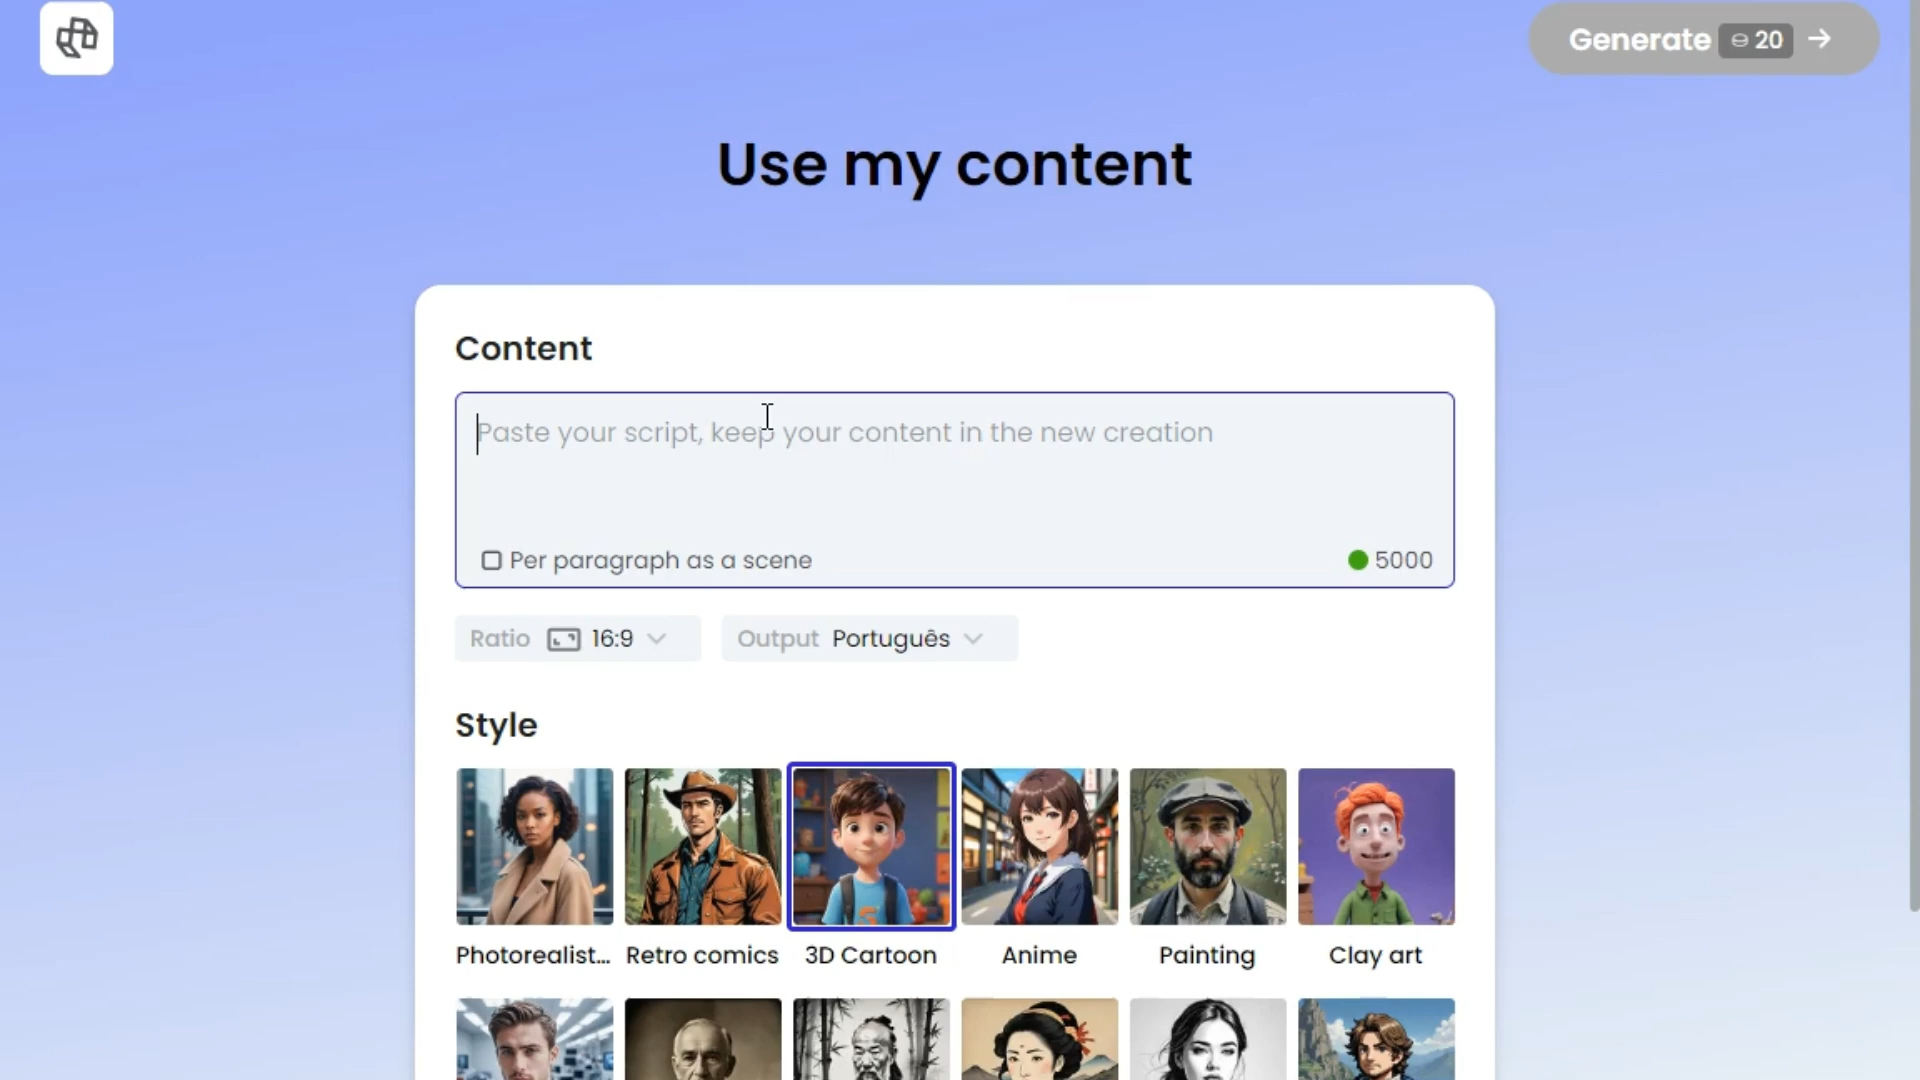 Generate 20 →
Use my content
Content
Paste your script, keep your content in the new creation
Per paragraph as a scene 5000
Ratio 16:9 Output Português
Style
Photorealist... Retro comics 3D Cartoon Anime Painting Clay art